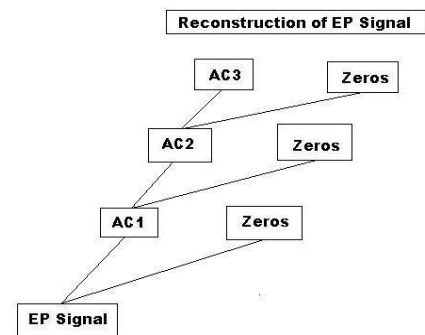 Reconstruction of EP Signal
AC3
Zeros
AC2
Zeros
AC1
Zeros
EP Signal